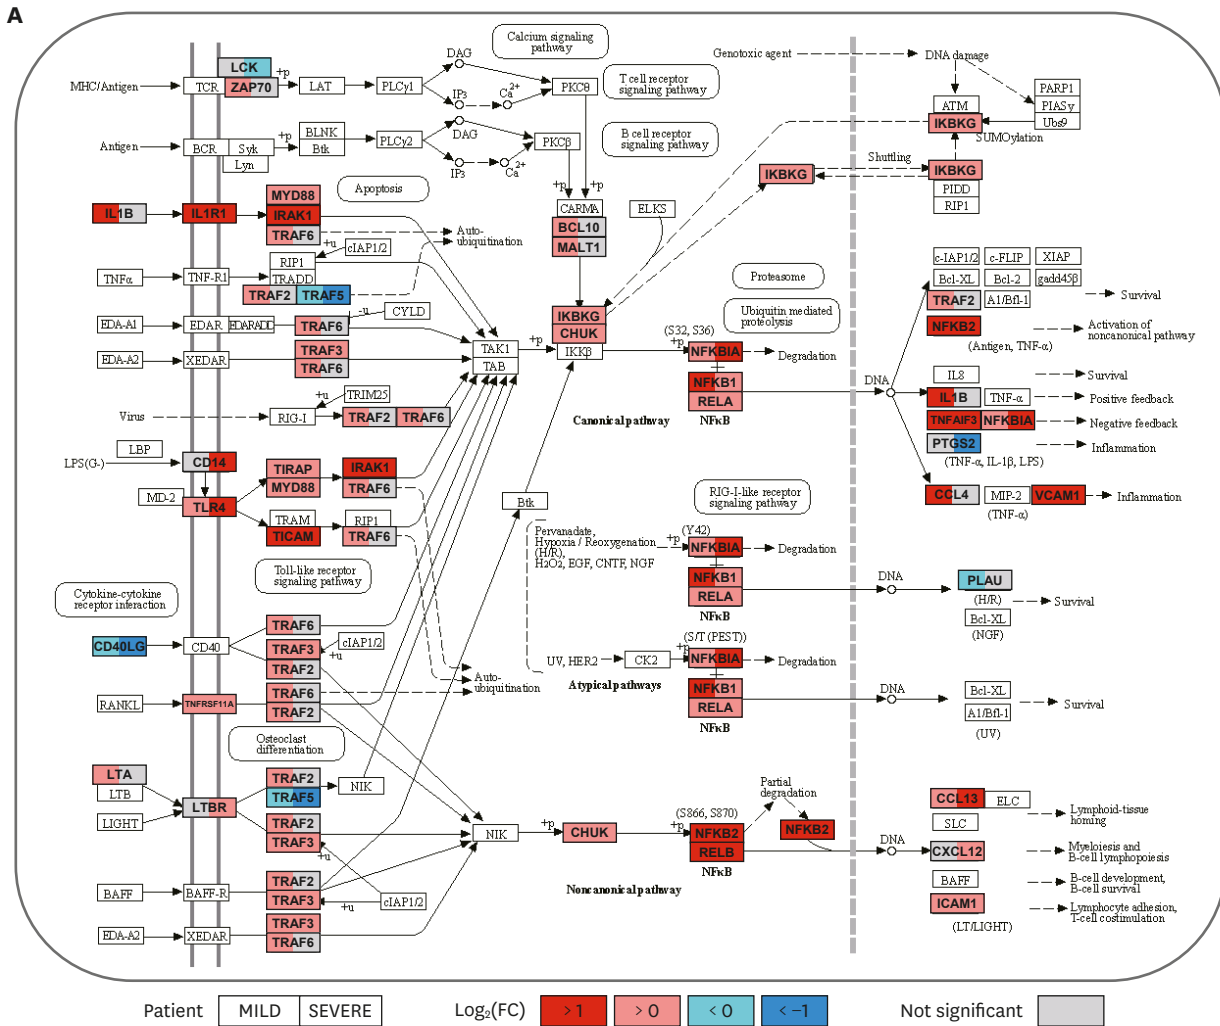 A
Calcium signaling
pathway
T cell receptor
signaling pathway
B cell receptor
signaling pathway
Genotoxic agent
DNA damage
MHC/Antigen
TCR
LCK
ZAP70
+p
LAT
PLCγ1
DAG
IP3
Ca2+
PKCθ
ATM
IKBKG
PARP1
PIASy
Ubs9
SUMOylation
Antigen
BCR
Syk
Lyn
+p
BLNK
Btk
PLCγ2
DAG
IP3
Ca2+
PKCβ
+p
+p
IKBKG
Shuttling
IKBKG
PIDD
RIP1
Apoptosis
IL1B
IL1R1
MYD88
IRAK1
TRAF6
Auto-
ubiquitination
CARMA
BCL10
MALT1
ELKS
TNFα
TNF-R1
RIP1
TRADD
TRAF2
TRAF5
+u
cIAP1/2
Proteasome
Ubiquitin mediated
proteolysis
c-IAP1/2
c-FLIP
XIAP
Bcl-XL
Bcl-2
gadd45β
TRAF2
A1/Bfl-1
Survival
NFKB2
Activation of
noncanonical pathway
(Antigen, TNF-α)
EDA-A1
EDAR
EDARADD
TRAF6
-u
CYLD
EDA-A2
XEDAR
TRAF3
TRAF6
TAK1
TAB
+p
IKBKG
CHUK
IKKβ
(S32, S36)
+p
NFKBIA
Degradation
NFKB1
RELA
NFκB
Canonical pathway
DNA
IL8
Survival
IL1B
TNF-α
Positive feedback
TNFAIF3
NFKBIA
Negative feedback
PTGS2
Inflammation
(TNF-α, IL-1β, LPS)
CCL4
MIP-2
VCAM1
Inflammation
(TNF-α)
Virus
RIG-I
+u
TRIM25
TRAF2
TRAF6
LPS(G-)
LBP
CD14
MD-2
TLR4
TIRAP
MYD88
IRAK1
TRAF6
TRAM
TICAM
RIP1
TRAF6
Toll-like receptor
signaling pathway
Btk
RIG-I-like receptor
signaling pathway
Pervanadate,
Hypoxia / Reoxygenation
(H/R)
H2O2, EGF, CNTF, NGF
+p
(Y42)
NFKBIA
Degradation
NFKB1
RELA
NFκB
DNA
PLAU
(H/R)
Bcl-XL
(NGF)
Survival
Cytokine-cytokine
receptor interaction
CD40LG
CD40
TRAF6
TRAF3
TRAF2
cIAP1/2
+u
Auto-
ubiquitination
UV, HER2
CK2
(S/T (PEST))
+p
NFKBIA
Degradation
Atypical pathways
NFKB1
RELA
NFκB
DNA
Bcl-XL
A1/Bfl-1
(UV)
Survival
RANKL
TNFRSF11A
TRAF6
TRAF2
Osteoclast
differentiation
LTA
LTB
LIGHT
LTBR
TRAF2
TRAF5
NIK
TRAF2
TRAF3
+u
NIK
+p
CHUK
(S866, S870)
+p
NFKB2
RELB
NFκB
Partial
degradation
NFKB2
DNA
Noncanonical pathway
CCL13
ELC
SLC
Lymphoid-tissue
homing
CXCL12
Myeloiesis and
B-cell lymphopoiesis
BAFF
B-cell development,
B-cell survival
ICAM1
Lymphocyte adhesion,
T-cell costimulation
(LT/LIGHT)
BAFF
BAFF-R
TRAF2
TRAF3
+u
cIAP1/2
EDA-A2
XEDAR
TRAF3
TRAF6
Patient
MILD
SEVERE
Log2(FC)
> 1
> 0
< 0
< −1
Not significant